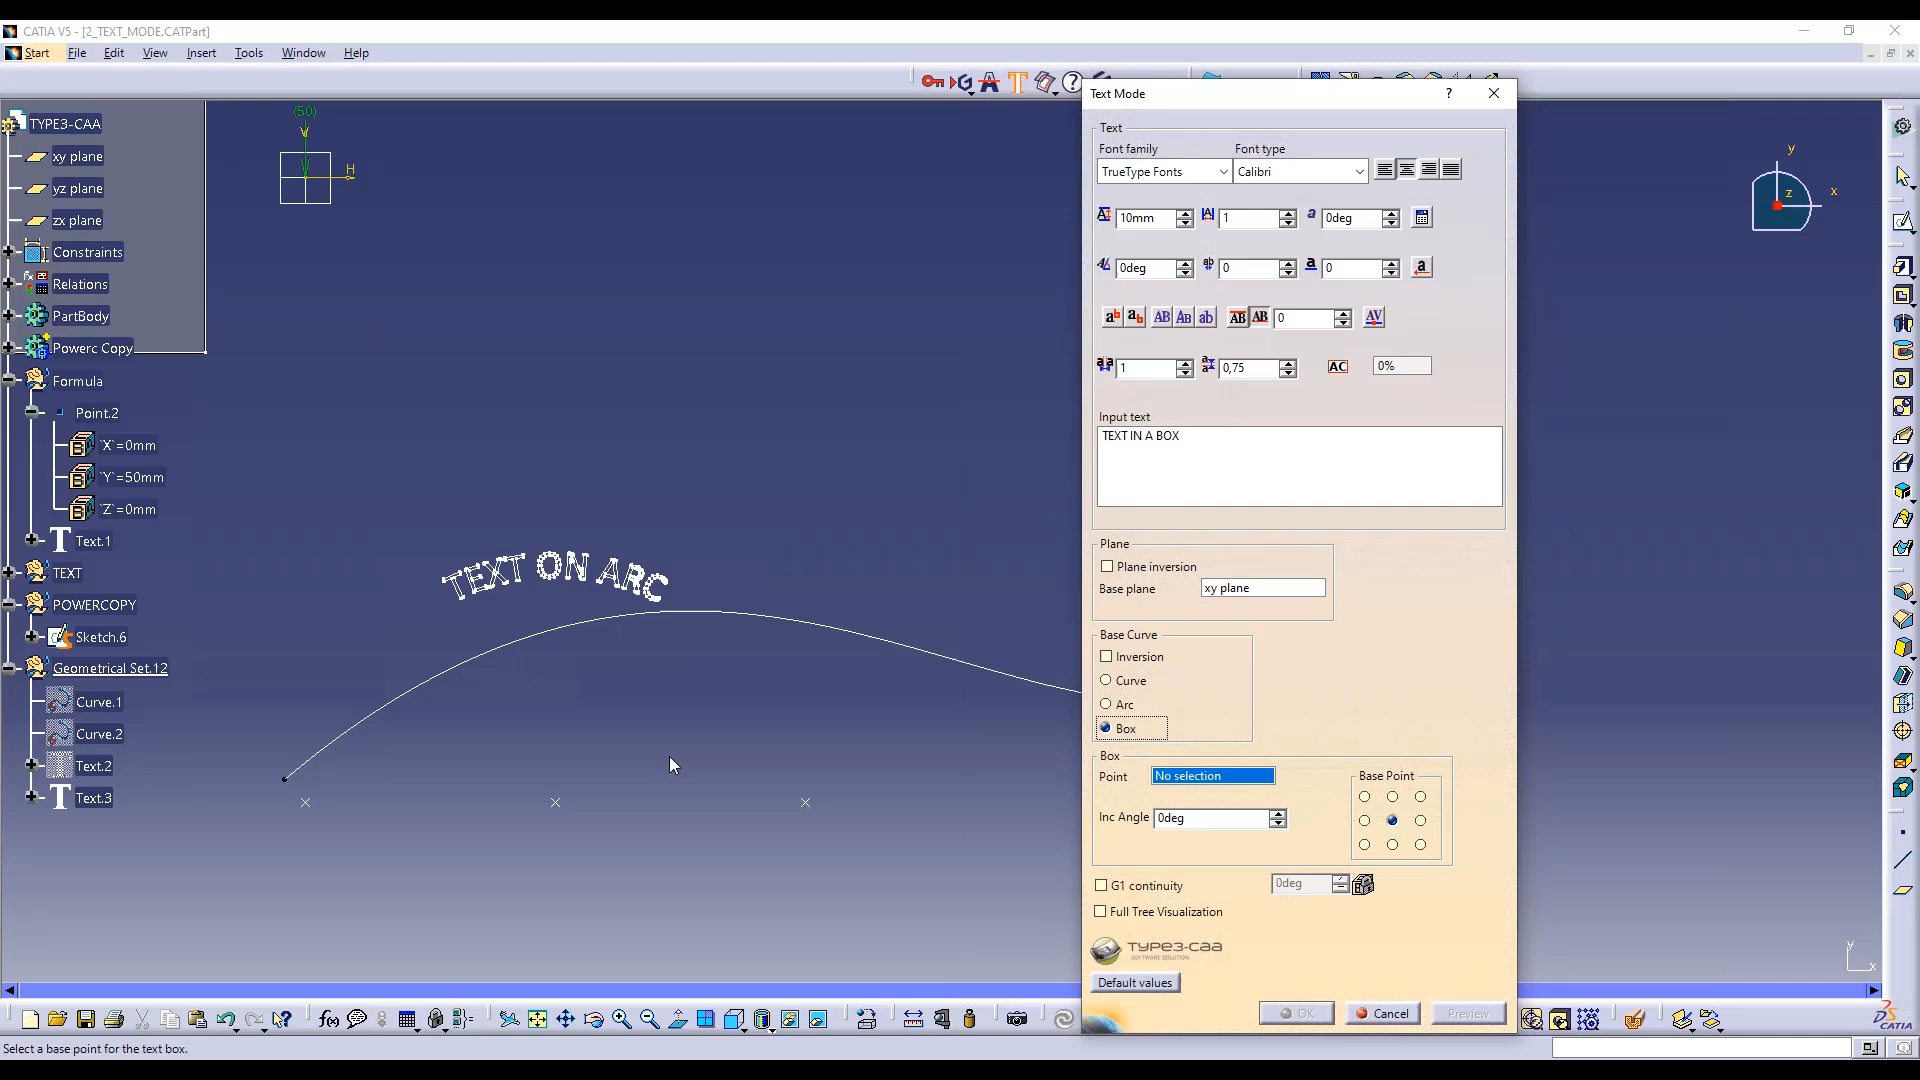 CATIA V5 - [2_TEXT_MODE.CATPart]
Start File Edit View Insert Tools Window Help
TYPE3-CAA
xy plane
yz plane
zx plane
Constraints
Relations
PartBody
Powerc Copy
Formula
Point.2
`X`=0mm
`Y`=50mm
`Z`=0mm
Text.1
TEXT
POWERCOPY
Sketch.6
Geometrical Set.12
Curve.1
Curve.2
Text.2
Text.3
(50)
V
H
TEXT ON ARC
y
x
z
Text Mode
Text
Font family Font type
TrueType Fonts Calibri
10mm 1 0deg
0deg 0 0
0
1 0,75 AC 0%
Input text
TEXT IN A BOX
Plane
Plane inversion
Base plane xy plane
Base Curve
Inversion
Curve
Arc
Box
Box
Point No selection Base Point
Inc Angle 0deg
G1 continuity 0deg
Full Tree Visualization
TYPE3-CAA
SOFTWARE SOLUTION
Default values
OK Cancel Preview
y
x
CATIA
Select a base point for the text box.